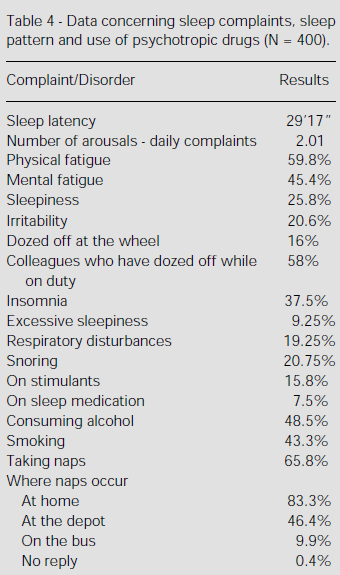 Table 4 - Data concerning sleep complaints, sleep
pattern and use of psychotropic drugs (N = 400).
Complaint/Disorder Results
Sleep latency 29'17"
Number of arousals - daily complaints 2.01
Physical fatigue 59.8%
Mental fatigue 45.4%
Sleepiness 25.8%
Irritability 20.6%
Dozed off at the wheel 16%
Colleagues who have dozed off while 58%
on duty
Insomnia 37.5%
Excessive sleepiness 9.25%
Respiratory disturbances 19.25%
Snoring 20.75%
On stimulants 15.8%
On sleep medication 7.5%
Consuming alcohol 48.5%
Smoking 43.3%
Taking naps 65.8%
Where naps occur
At home 83.3%
At the depot 46.4%
On the bus 9.9%
No reply 0.4%